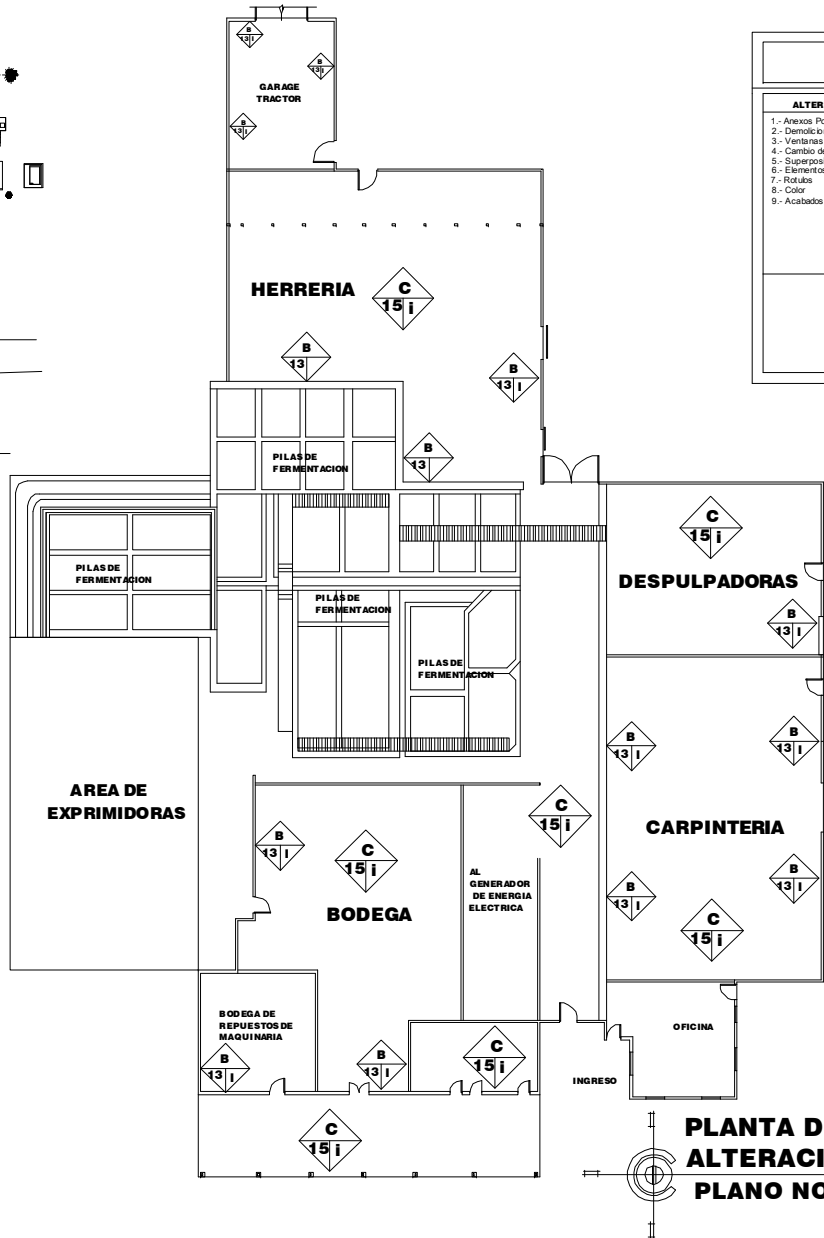 B
13 I
B
13 I
GARAGE
TRACTOR
B
13 I
ALTER
1.- Anexos Po
2.- Demolicio
3.- Ventanas
4.- Cambio de
5.- Superposi
6.- Elementos
7.- Rotulos
8.- Color
9.- Acabados
HERRERIA
C
15 i
B
13
B
13 I
B
13
PILAS DE
FERMENTACION
C
15 i
DESPULPADORAS
B
13 I
PILAS DE
FERMENTACION
PILAS DE
FERMENTACION
PILAS DE
FERMENTACION
B
13 I
B
13 I
AREA DE
EXPRIMIDORAS
C
15 i
CARPINTERIA
B
13 I
C
15 i
BODEGA
AL
GENERADOR
DE ENERGIA
ELECTRICA
B
13 I
B
13 I
C
15 i
BODEGA DE
REPUESTOS DE
MAQUINARIA
B
13 I
B
13 I
C
15 i
OFICINA
INGRESO
C
15 i
PLANTA D
ALTERACI
PLANO NO